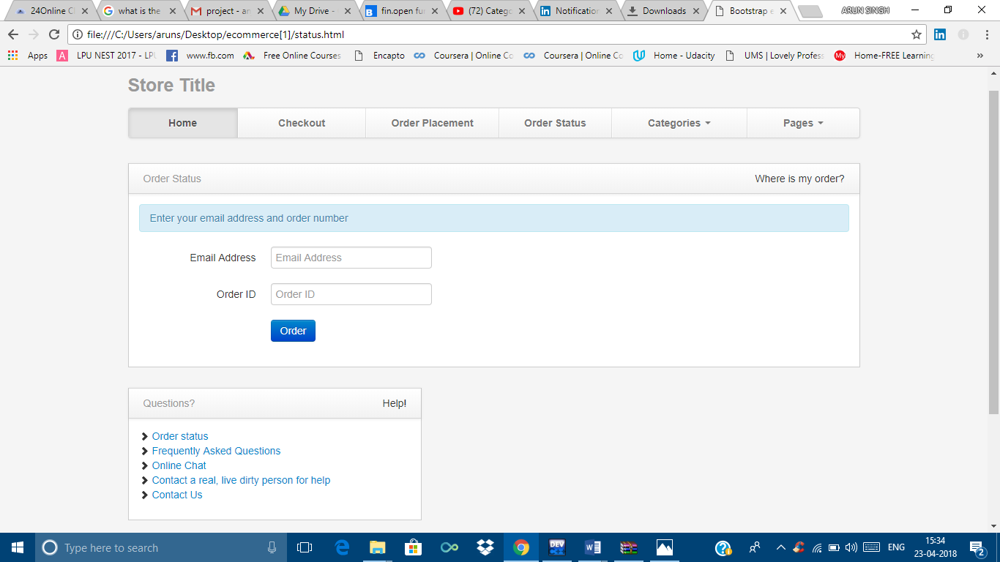 24Online Cl
what is the
project - ar
My Drive -
fin.open fu
(72) Catego
Notification
Downloads
Bootstrap e
ARUN SINGH
file:///C:/Users/aruns/Desktop/ecommerce[1]/status.html
Apps
LPU NEST 2017 - LPU
www.fb.com
Free Online Courses
Encapto
Coursera | Online Co
Coursera | Online Co
Home - Udacity
UMS | Lovely Profess
Home-FREE Learning
»
Store Title
Home Checkout Order Placement Order Status Categories Pages
Order Status Where is my order?
Enter your email address and order number
Email Address Email Address
Order ID Order ID
Order
Questions? Help!
Order status
Frequently Asked Questions
Online Chat
Contact a real, live dirty person for help
Contact Us
Type here to search
DEV
ENG
15:34
23-04-2018
2